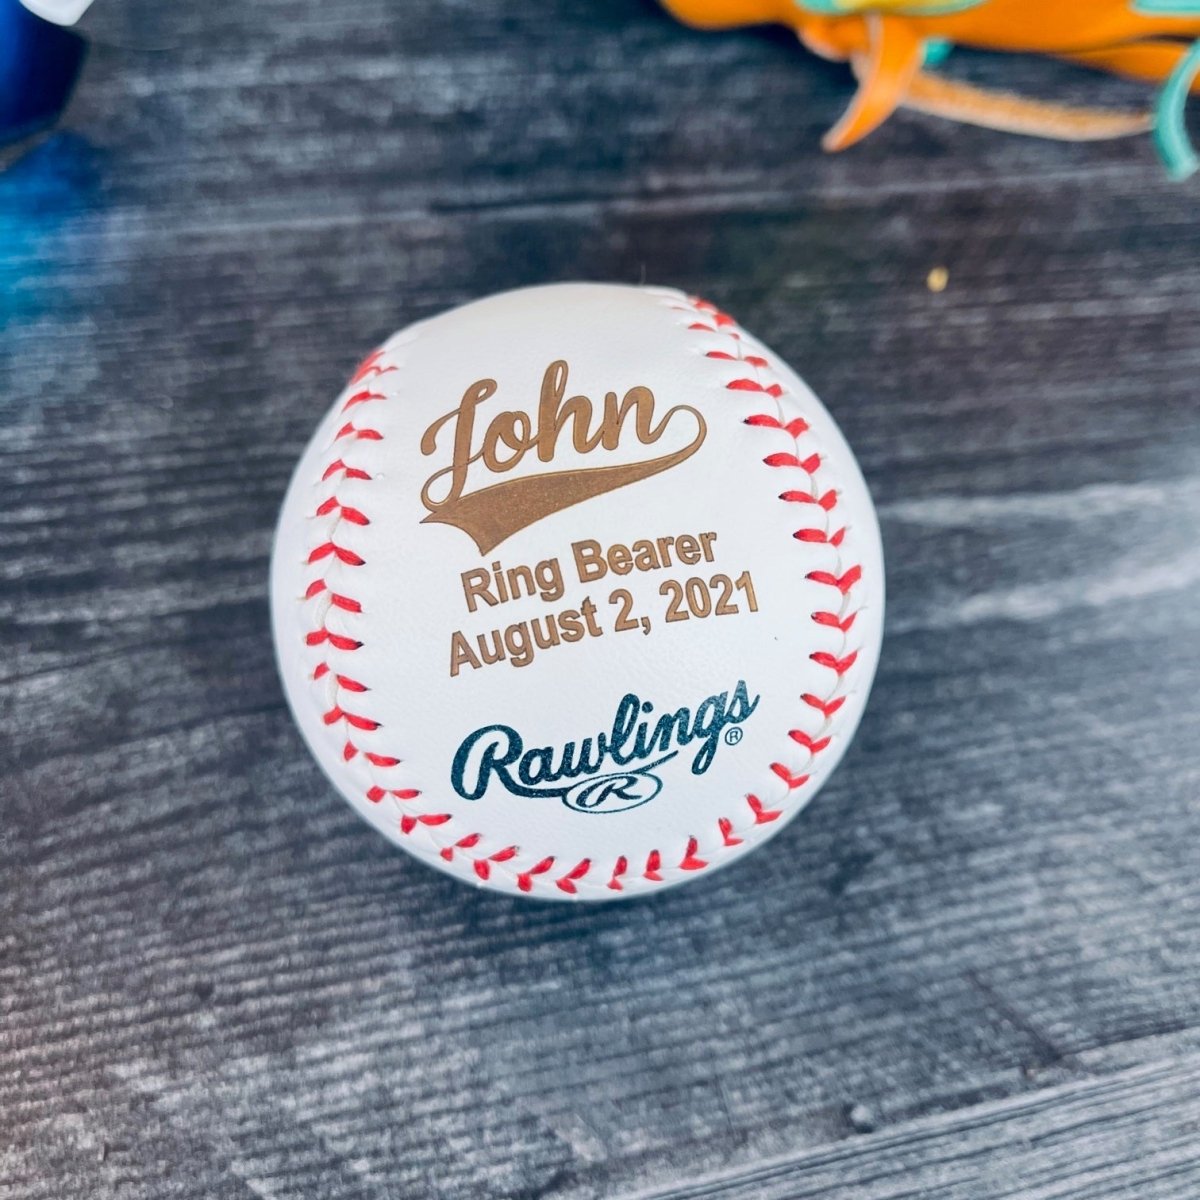 John
Ring Bearer
August 2, 2021
Rawlings®
R